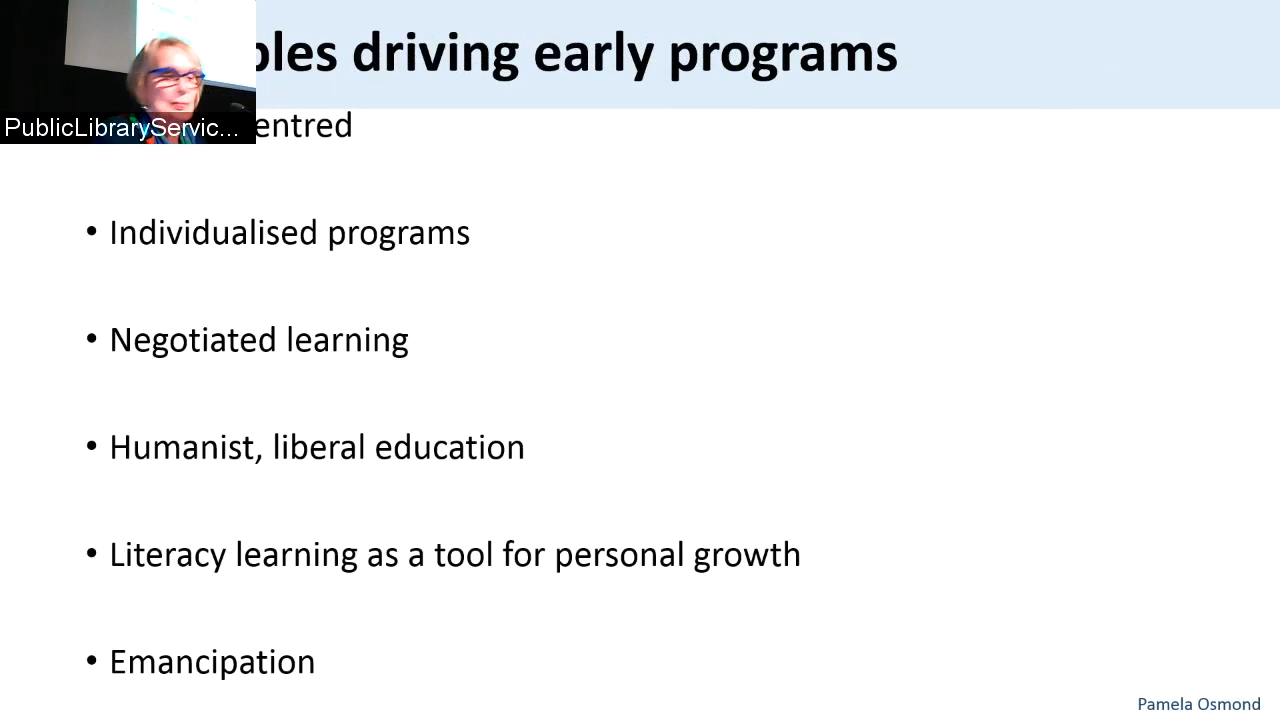 ples driving early programs
PublicLibraryServic...
entred
• Individualised programs
• Negotiated learning
• Humanist, liberal education
• Literacy learning as a tool for personal growth
• Emancipation
Pamela Osmond